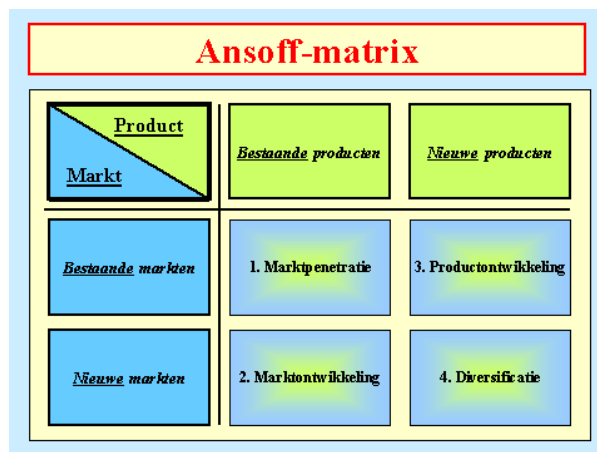 Ansoff-matrix
Product
Markt
Bestaande producten
Nieuwe producten
Bestaande markten
1. Marktpenetratie
3. Productontwikkeling
Nieuwe markten
2. Marktontwikkeling
4. Diversificatie